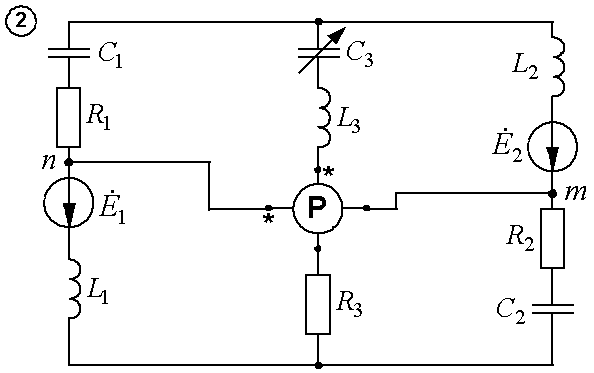 2
C₁
C₃
L₂
R₁
L₃
n
Ė₂
*
m
Ė₁
*
P
R₂
L₁
R₃
C₂